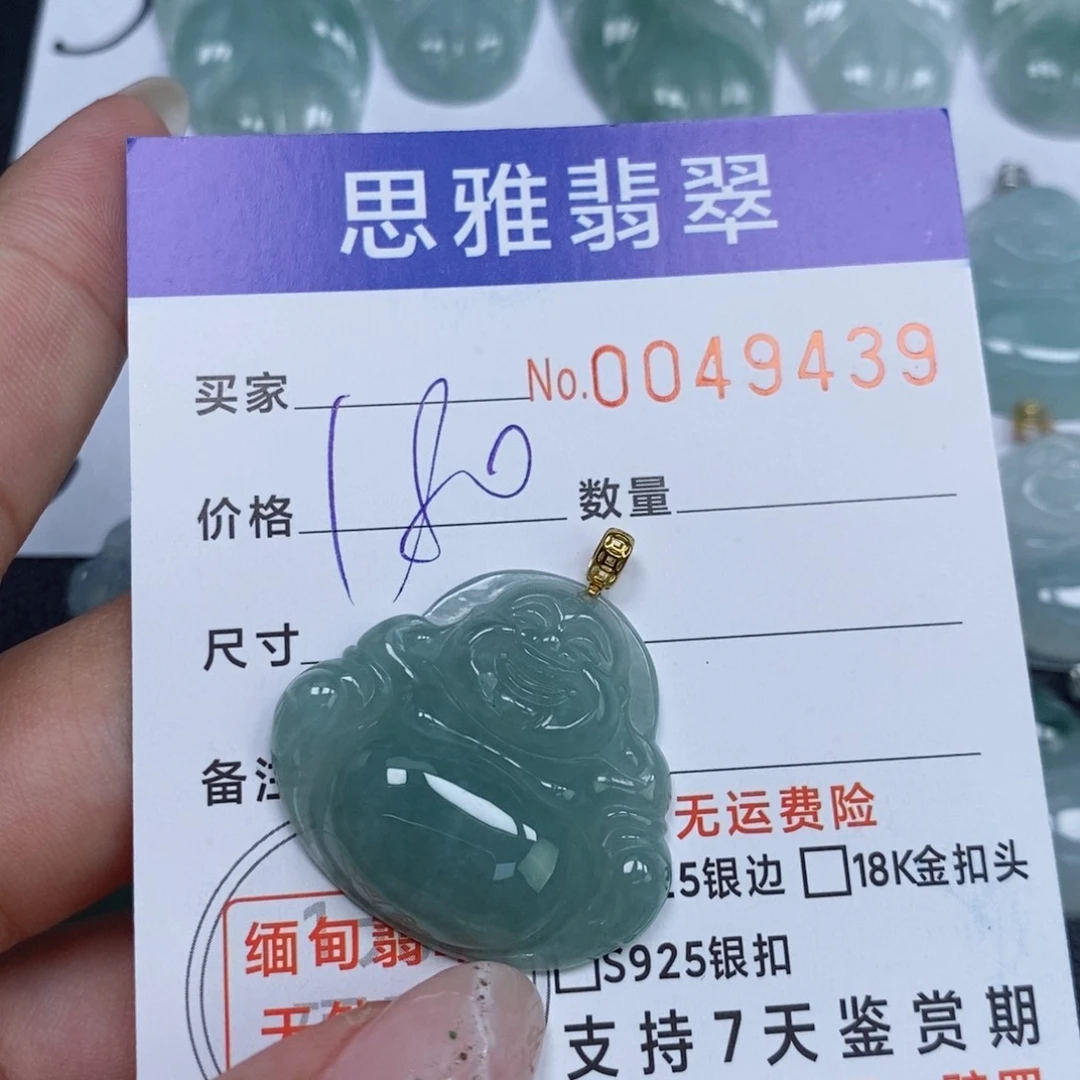 思雅翡翠
买家 No.0049439
价格 180 数量
尺寸
备注
无运费险
25银边 □18K金扣头
缅甸翡
□S925银扣
支持7天鉴赏期